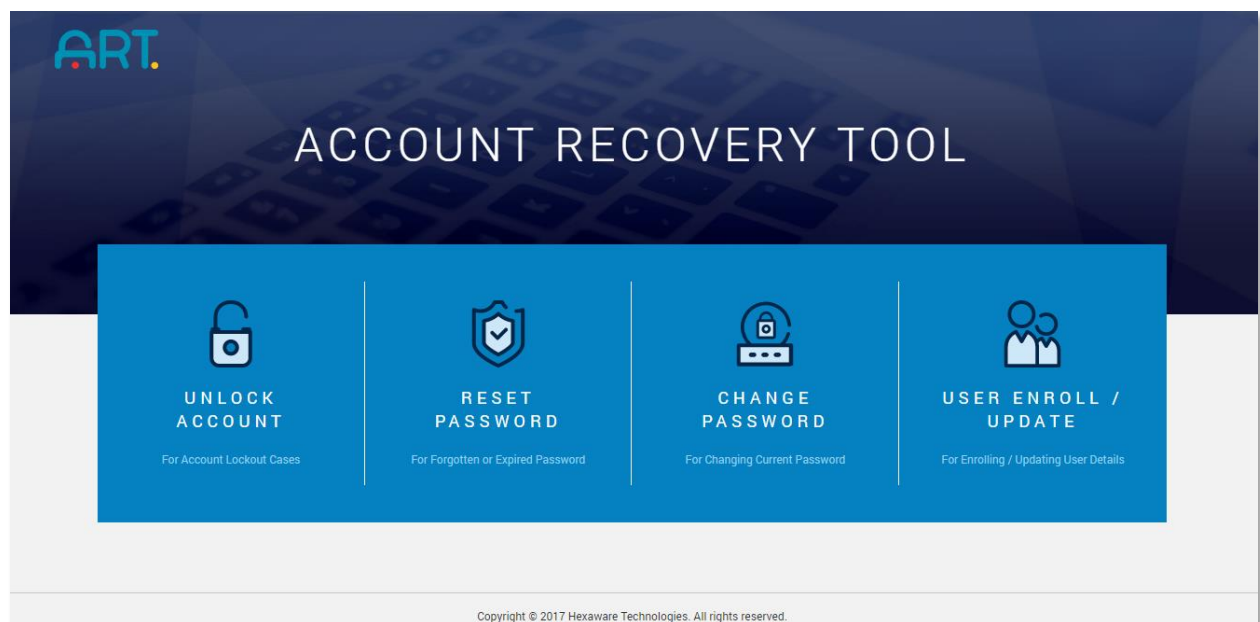 ART.
ACCOUNT RECOVERY TOOL
UNLOCK
ACCOUNT
For Account Lockout Cases
RESET
PASSWORD
For Forgotten or Expired Password
CHANGE
PASSWORD
For Changing Current Password
USER ENROLL /
UPDATE
For Enrolling / Updating User Details
Copyright © 2017 Hexaware Technologies. All rights reserved.